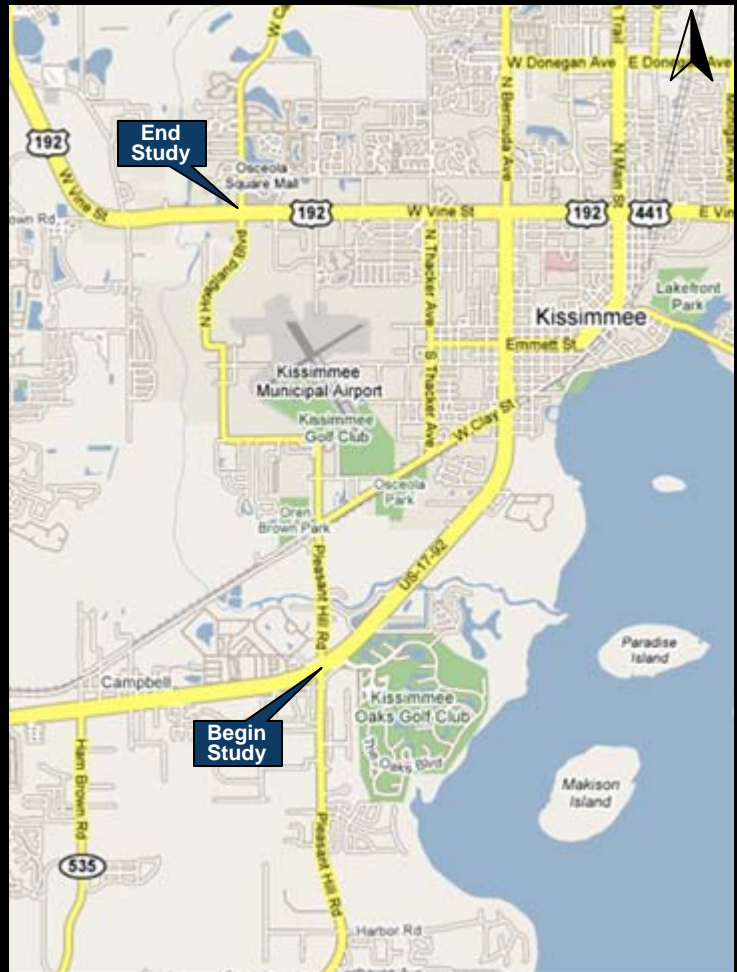 W Donegan Ave
N Bermuda Ave
N Main St
192
End
Study
Osceola
Square Mall
W Vine St
192
W Vine St
192
441
N Hoagland Blvd
N Thacker Ave
Lakefront
Park
Kissimmee
Emmett St
Kissimmee
Municipal Airport
S Thacker Ave
Kissimmee
Golf Club
W Clay St
Osceola
Park
Oren
Brown Park
Pleasant Hill Rd
US-17-92
Paradise
Island
Campbell
Kissimmee
Oaks Golf Club
Begin
Study
The Oaks Blvd
Ham Brown Rd
Makison
Island
Pleasant Hill Rd
535
Harbor Rd